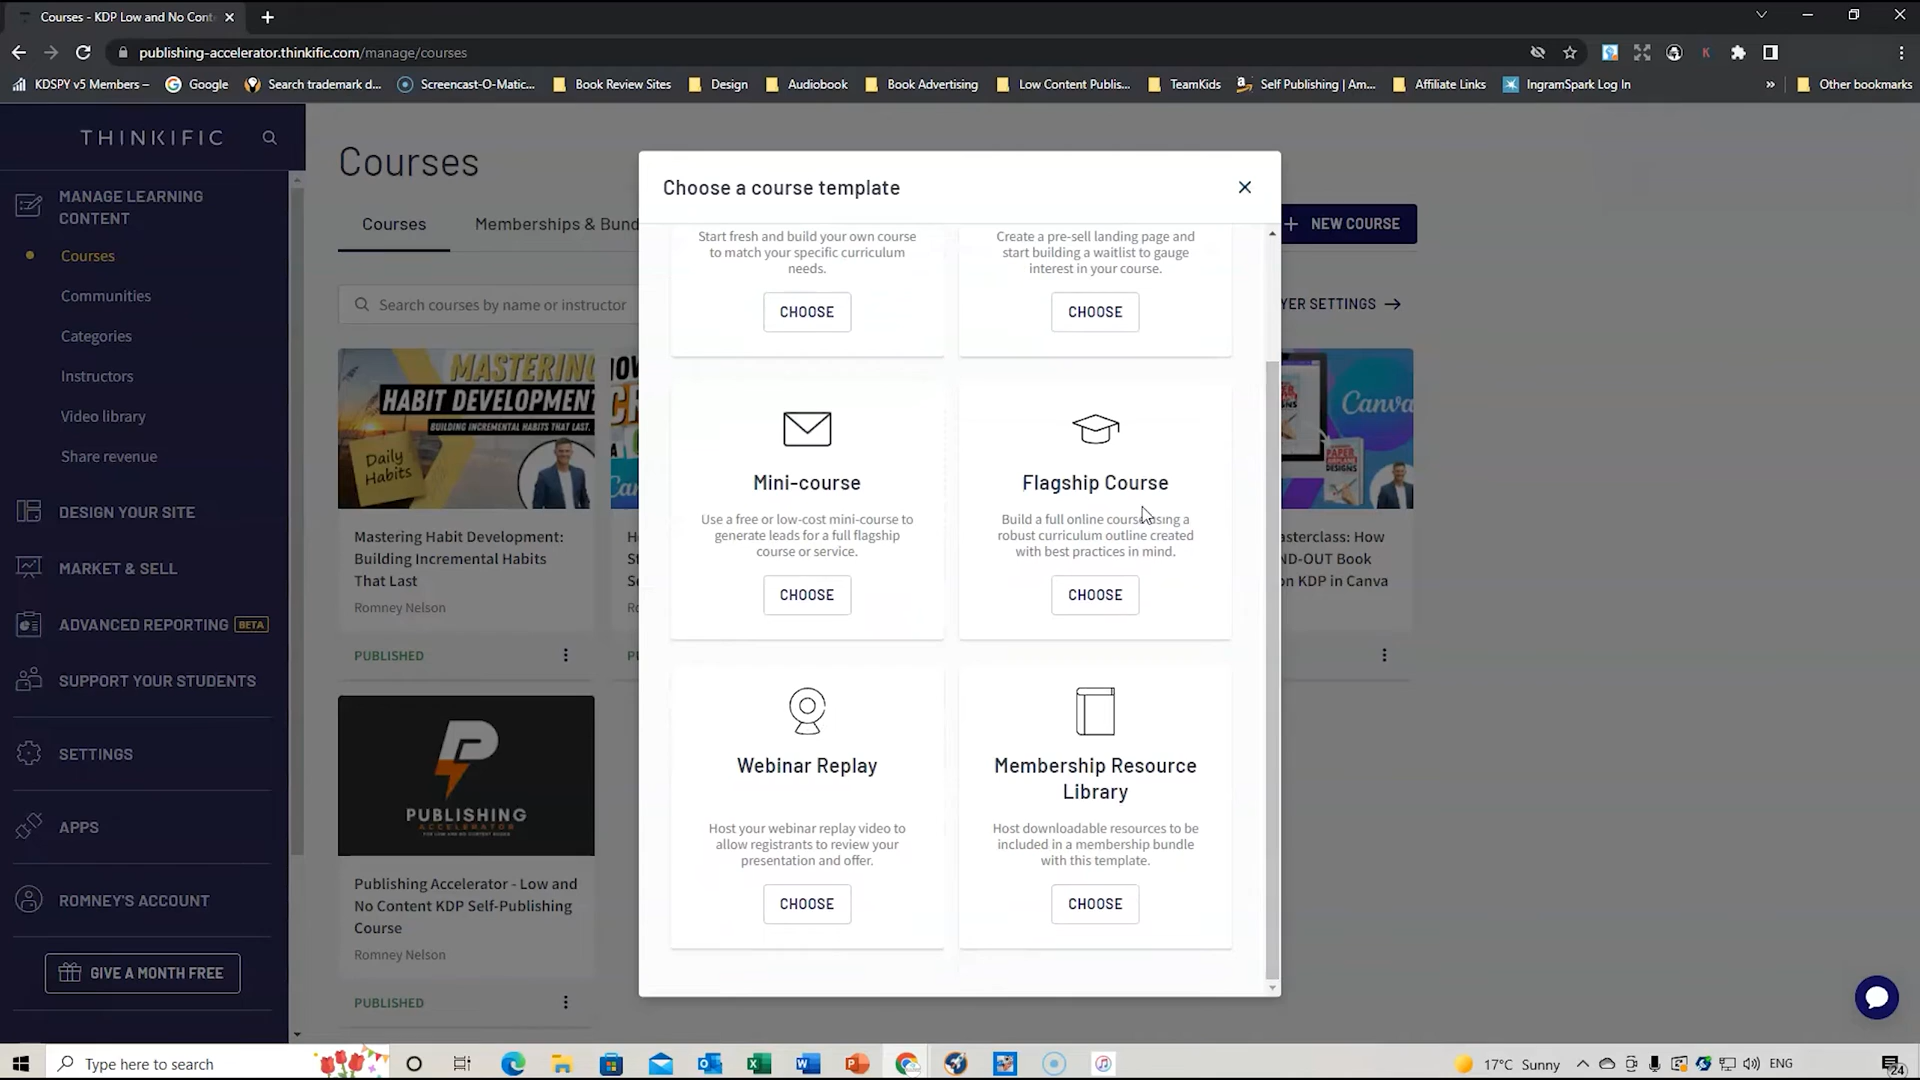 Courses - KDP Low and No Cont
publishing-accelerator.thinkific.com/manage/courses
KDSPY v5 Members –
Google
Search trademark d...
Screencast-O-Matic...
Book Review Sites
Design
Audiobook
Book Advertising
Low Content Publis...
TeamKids
Self Publishing | Am...
Affiliate Links
IngramSpark Log In
»
Other bookmarks
THINKIFIC
MANAGE LEARNING
CONTENT
Courses
Communities
Categories
Instructors
Video library
Share revenue
DESIGN YOUR SITE
MARKET & SELL
ADVANCED REPORTING BETA
SUPPORT YOUR STUDENTS
SETTINGS
APPS
ROMNEY'S ACCOUNT
GIVE A MONTH FREE
Courses
Courses
Memberships & Bund
+ NEW COURSE
Search courses by name or instructor
YER SETTINGS →
MASTERING
HABIT DEVELOPMENT
BUILDING INCREMENTAL HABITS THAT LAST.
Daily
Habits
Mastering Habit Development:
Building Incremental Habits
That Last
Romney Nelson
PUBLISHED
Canva
PAPER
AIRPLANE
DESIGNS
asterclass: How
ND-OUT Book
on KDP in Canva
PUBLISHING
ACCELERATOR
Publishing Accelerator - Low and
No Content KDP Self-Publishing
Course
Romney Nelson
PUBLISHED
Choose a course template
Start fresh and build your own course
to match your specific curriculum
needs.
CHOOSE
Create a pre-sell landing page and
start building a waitlist to gauge
interest in your course.
CHOOSE
Mini-course
Use a free or low-cost mini-course to
generate leads for a full flagship
course or service.
CHOOSE
Flagship Course
Build a full online course using a
robust curriculum outline created
with best practices in mind.
CHOOSE
Webinar Replay
Host your webinar replay video to
allow registrants to review your
presentation and offer.
CHOOSE
Membership Resource
Library
Host downloadable resources to be
included in a membership bundle
with this template.
CHOOSE
Type here to search
17°C Sunny
ENG
24